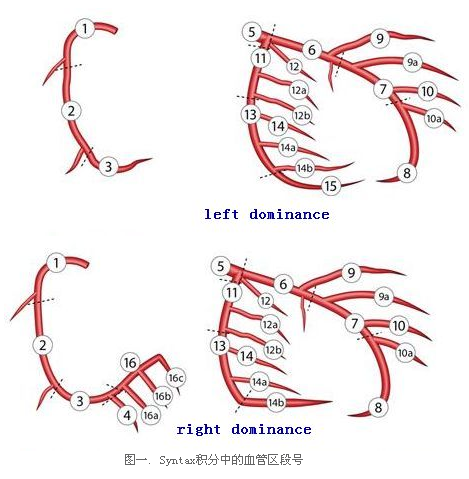 1
2
3
5
6
9
11
12
9a
12a
7
10
12b
10a
13
14
14a
14b
15
8
left dominance
1
2
3
16
16c
16b
16a
4
5
6
9
11
12
9a
12a
7
10
13
12b
14
10a
14a
14b
8
right dominance
图一. Syntax积分中的血管区段号